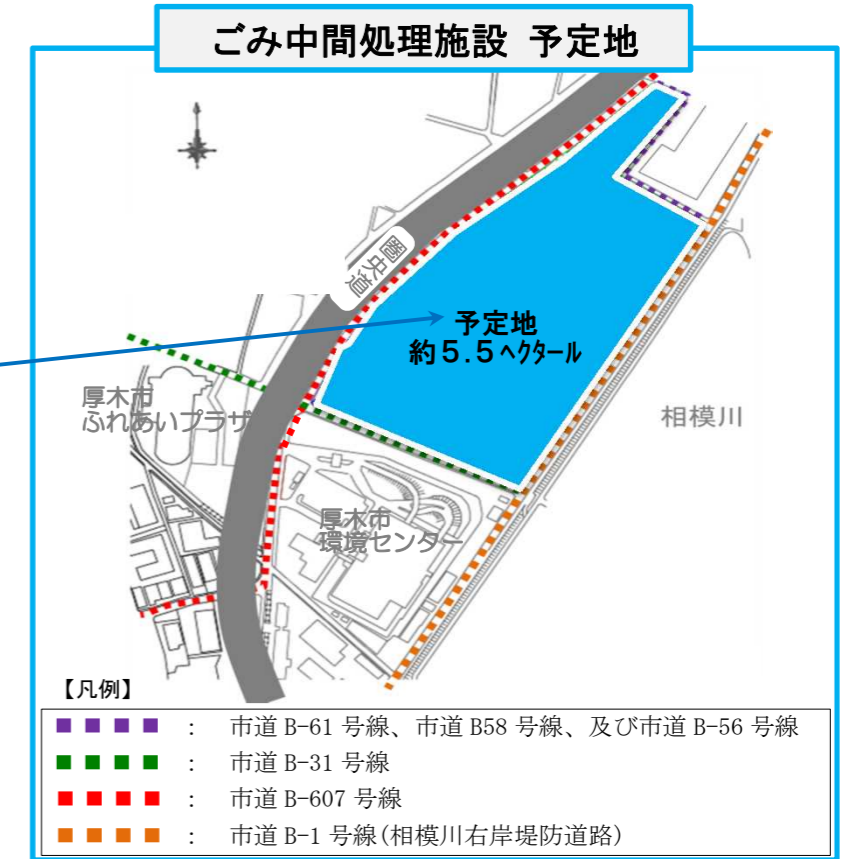 ごみ中間処理施設 予定地
圏央道
予定地
約5.5ヘクタール
厚木市
ふれあいプラザ
相模川
厚木市
環境センター
【凡例】
: 市道 B-61 号線、市道 B58 号線、及び市道 B-56 号線
: 市道 B-31 号線
: 市道 B-607 号線
: 市道 B-1 号線(相模川右岸堤防道路)